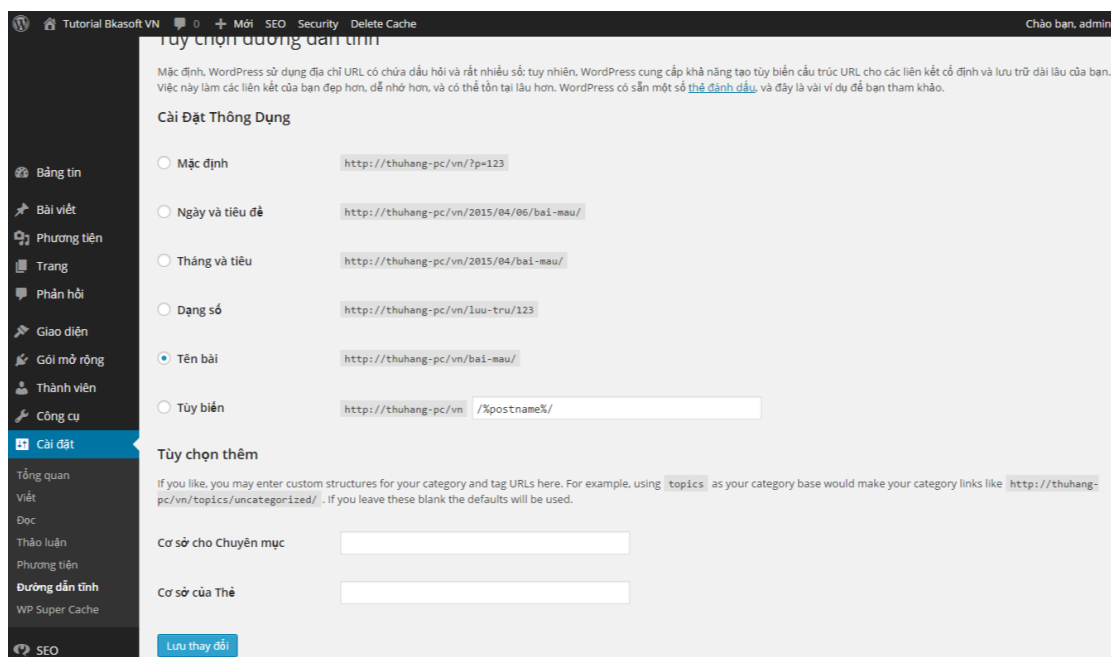 Tutorial Bkasoft VN 0 + Mới SEO Security Delete Cache Chào bạn, admin
Tùy chọn đường dẫn tĩnh
Mặc định, WordPress sử dụng địa chỉ URL có chứa dấu hỏi và rất nhiều số; tuy nhiên, WordPress cung cấp khả năng tạo tùy biến cấu trúc URL cho các liên kết cố định và lưu trữ dài lâu của bạn.
Việc này làm các liên kết của bạn đẹp hơn, dễ nhớ hơn, và có thể tồn tại lâu hơn. WordPress có sẵn một số thẻ đánh dấu, và đây là vài ví dụ để bạn tham khảo.
Cài Đặt Thông Dụng
Mặc định http://thuhang-pc/vn/?p=123
Ngày và tiêu đề http://thuhang-pc/vn/2015/04/06/bai-mau/
Tháng và tiêu http://thuhang-pc/vn/2015/04/bai-mau/
Dạng số http://thuhang-pc/vn/luu-tru/123
Tên bài http://thuhang-pc/vn/bai-mau/
Tùy biến http://thuhang-pc/vn /%postname%/
Tùy chọn thêm
If you like, you may enter custom structures for your category and tag URLs here. For example, using topics as your category base would make your category links like http://thuhang-
pc/vn/topics/uncategorized/ . If you leave these blank the defaults will be used.
Cơ sở cho Chuyên mục
Cơ sở của Thẻ
Lưu thay đổi
Bảng tin
Bài viết
Phương tiện
Trang
Phản hồi
Giao diện
Gói mở rộng
Thành viên
Công cụ
Cài đặt
Tổng quan
Viết
Đọc
Thảo luận
Phương tiện
Đường dẫn tĩnh
WP Super Cache
SEO